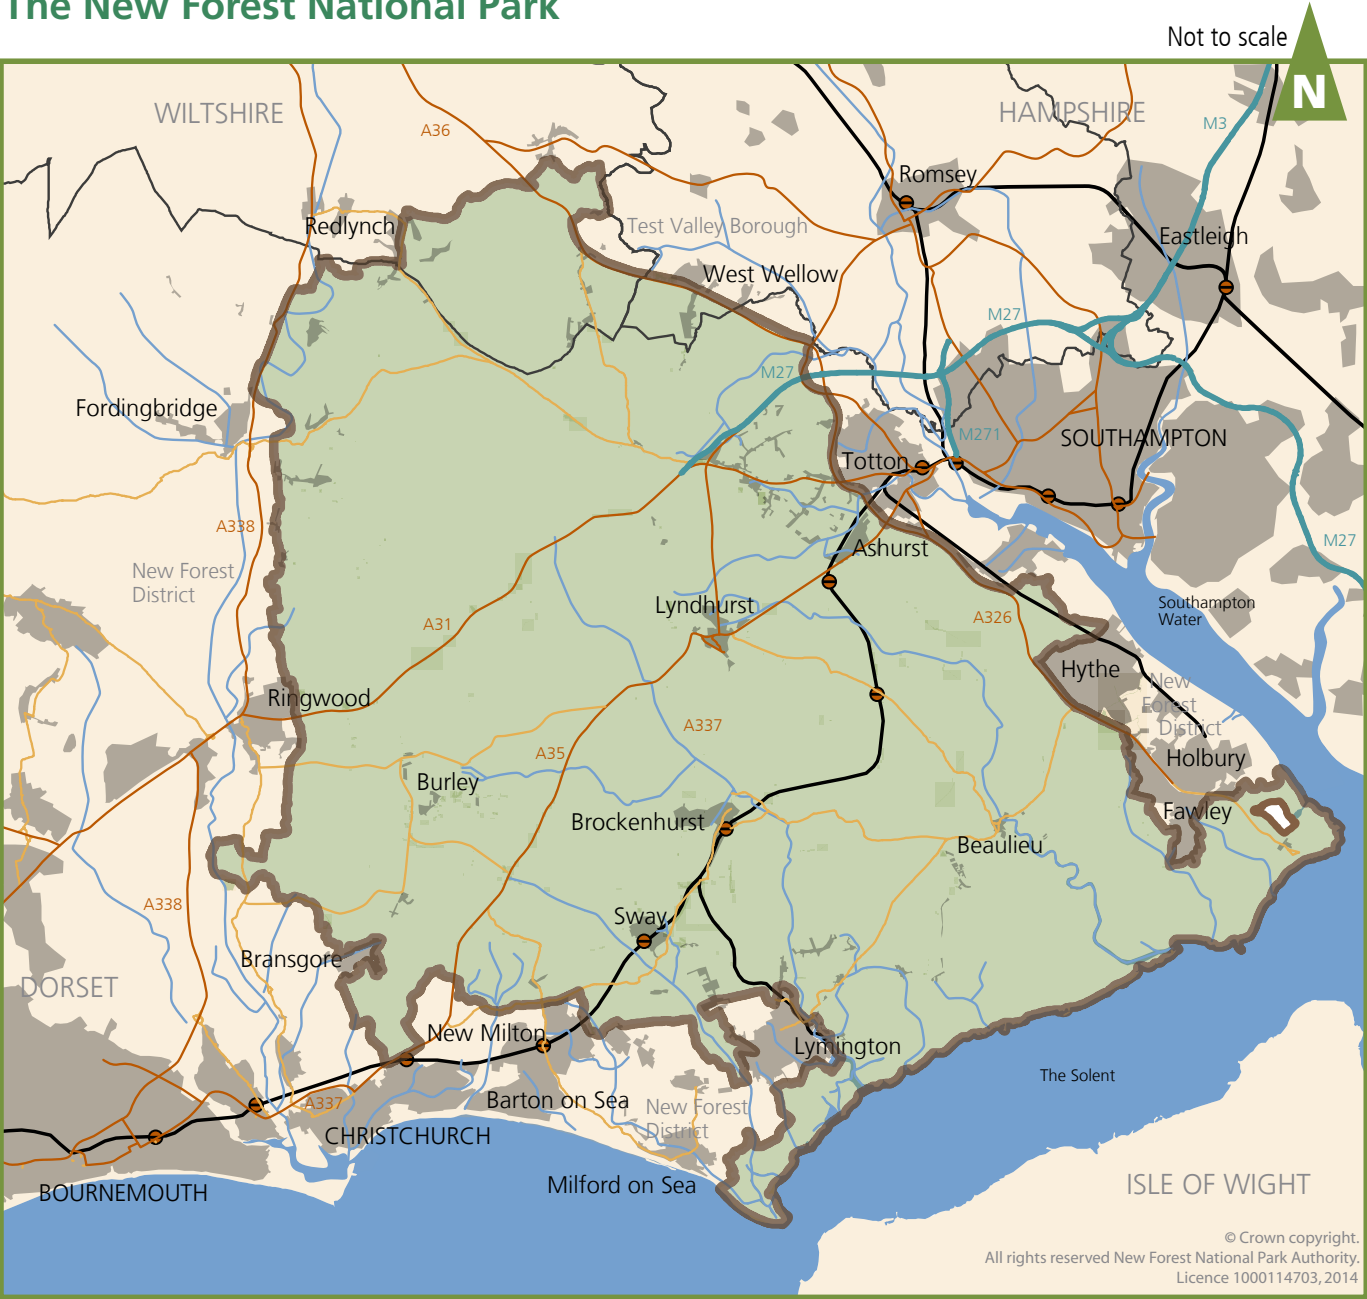 The New Forest National Park
Not to scale
N
WILTSHIRE
HAMPSHIRE
A36
M3
Romsey
Redlynch
Test Valley Borough
Eastleigh
West Wellow
M27
M27
Fordingbridge
M271
SOUTHAMPTON
Totton
A338
M27
Ashurst
New Forest
District
Lyndhurst
Southampton
Water
A31
A326
Hythe
New
Forest
District
Ringwood
A337
A35
Holbury
Burley
Fawley
Brockenhurst
Beaulieu
A338
Sway
Bransgore
DORSET
New Milton
Lymington
The Solent
Barton on Sea
A337
New Forest
District
CHRISTCHURCH
Milford on Sea
ISLE OF WIGHT
BOURNEMOUTH
© Crown copyright.
All rights reserved New Forest National Park Authority.
Licence 1000114703, 2014